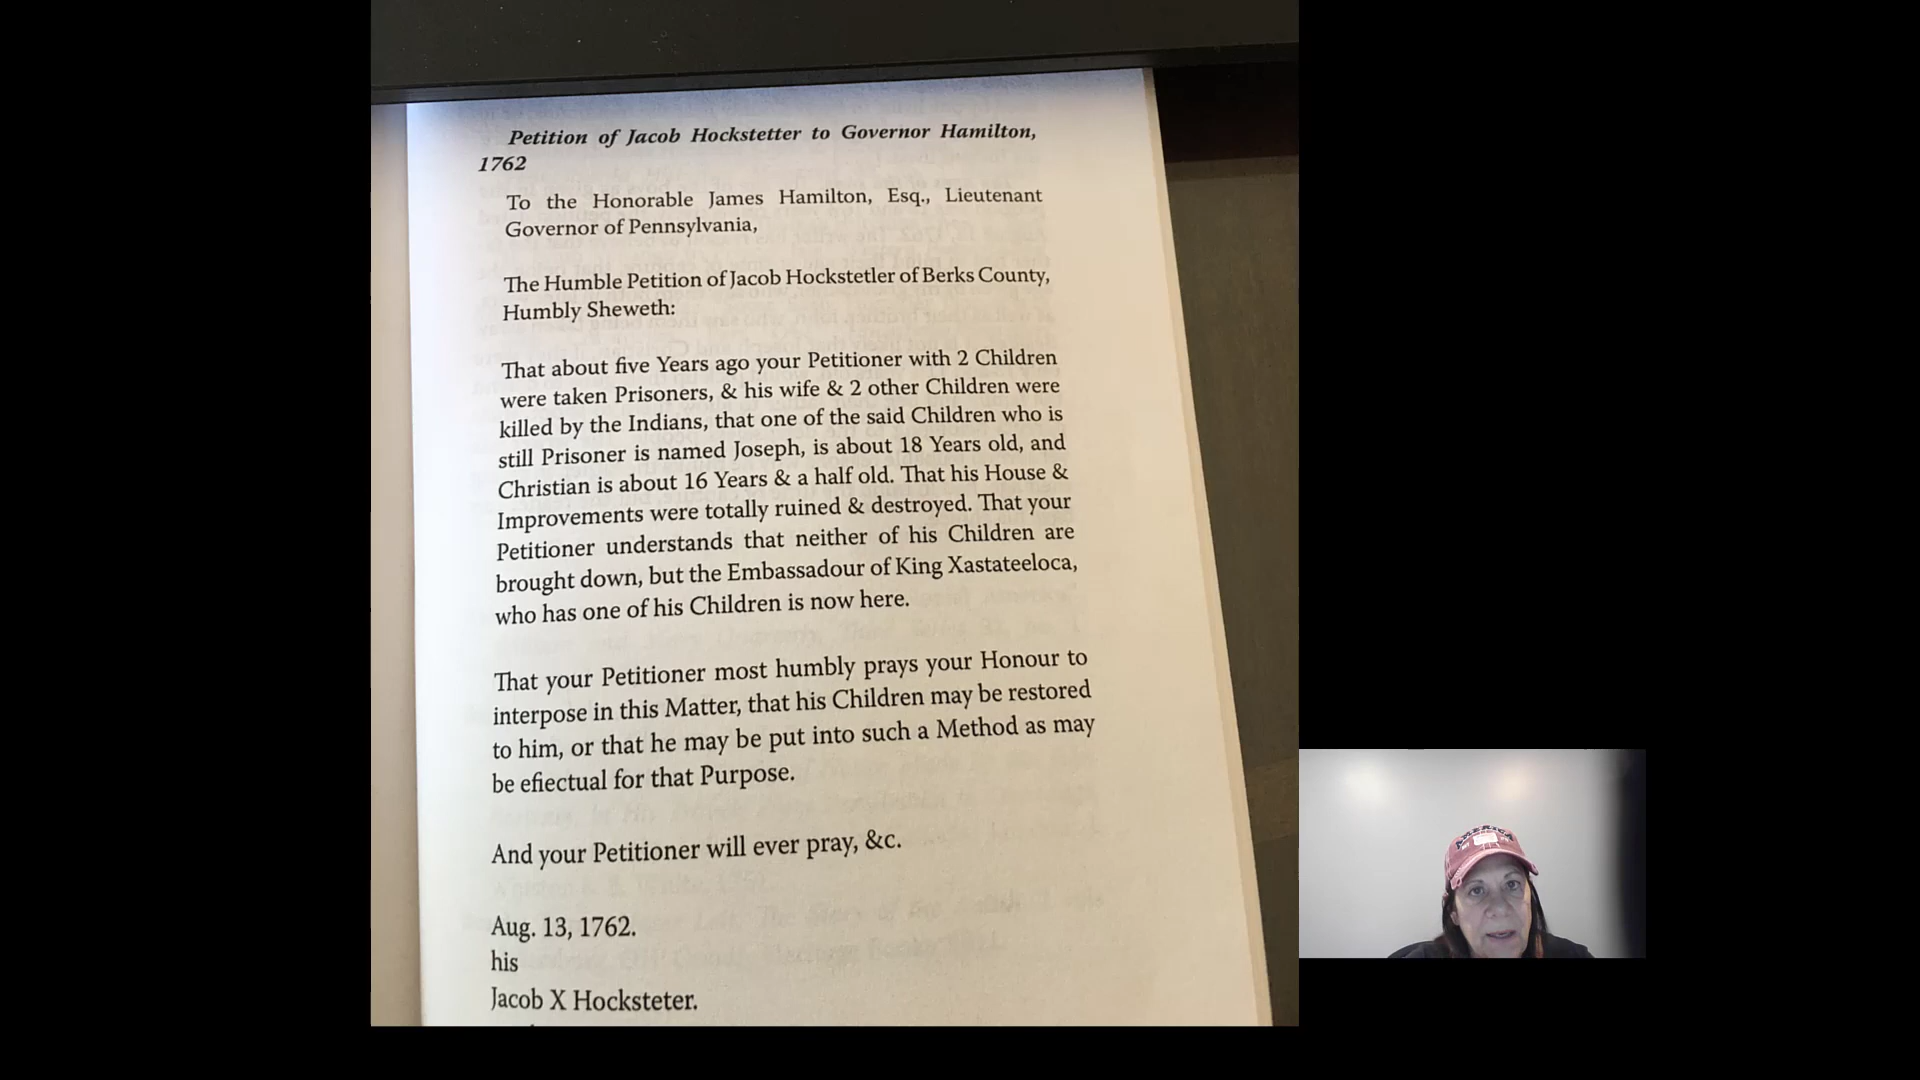 Petition of Jacob Hockstetter to Governor Hamilton,
1762
To the Honorable James Hamilton, Esq., Lieutenant
Governor of Pennsylvania,
The Humble Petition of Jacob Hockstetler of Berks County,
Humbly Sheweth:
That about five Years ago your Petitioner with 2 Children
were taken Prisoners, & his wife & 2 other Children were
killed by the Indians, that one of the said Children who is
still Prisoner is named Joseph, is about 18 Years old, and
Christian is about 16 Years & a half old. That his House &
Improvements were totally ruined & destroyed. That your
Petitioner understands that neither of his Children are
brought down, but the Embassadour of King Xastateeloca,
who has one of his Children is now here.
That your Petitioner most humbly prays your Honour to
interpose in this Matter, that his Children may be restored
to him, or that he may be put into such a Method as may
be efiectual for that Purpose.
And your Petitioner will ever pray, &c.
Aug. 13, 1762.
his
Jacob X Hocksteter.
AMERICA